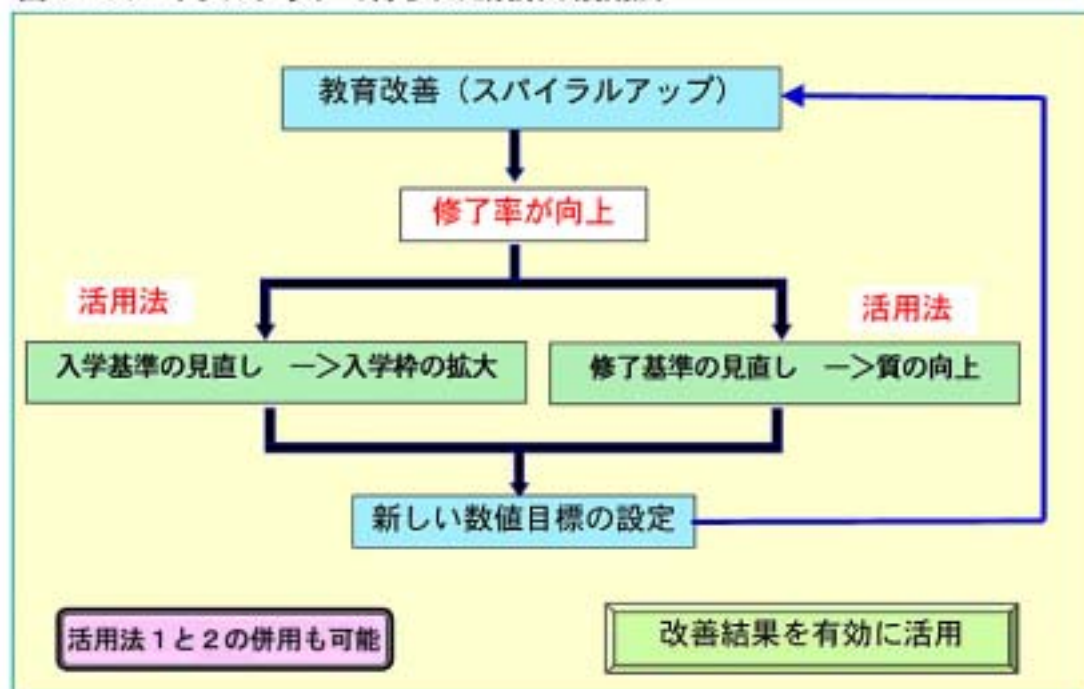 教育改善（スパイラルアップ）
修了率が向上
活用法
活用法
入学基準の見直し　―＞入学枠の拡大
修了基準の見直し　―＞質の向上
新しい数値目標の設定
活用法１と２の併用も可能
改善結果を有効に活用